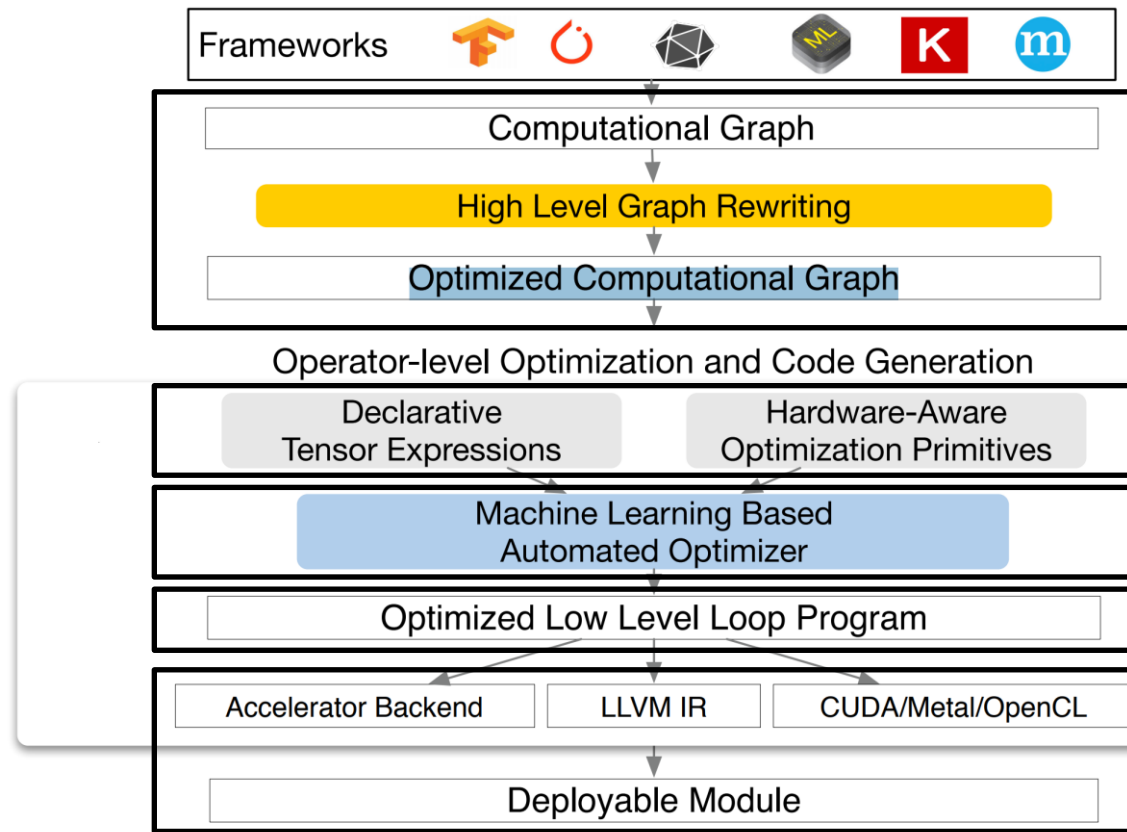 Frameworks
ML
K
m
Computational Graph
High Level Graph Rewriting
Optimized Computational Graph
Operator-level Optimization and Code Generation
Declarative
Tensor Expressions
Hardware-Aware
Optimization Primitives
Machine Learning Based
Automated Optimizer
Optimized Low Level Loop Program
Accelerator Backend
LLVM IR
CUDA/Metal/OpenCL
Deployable Module